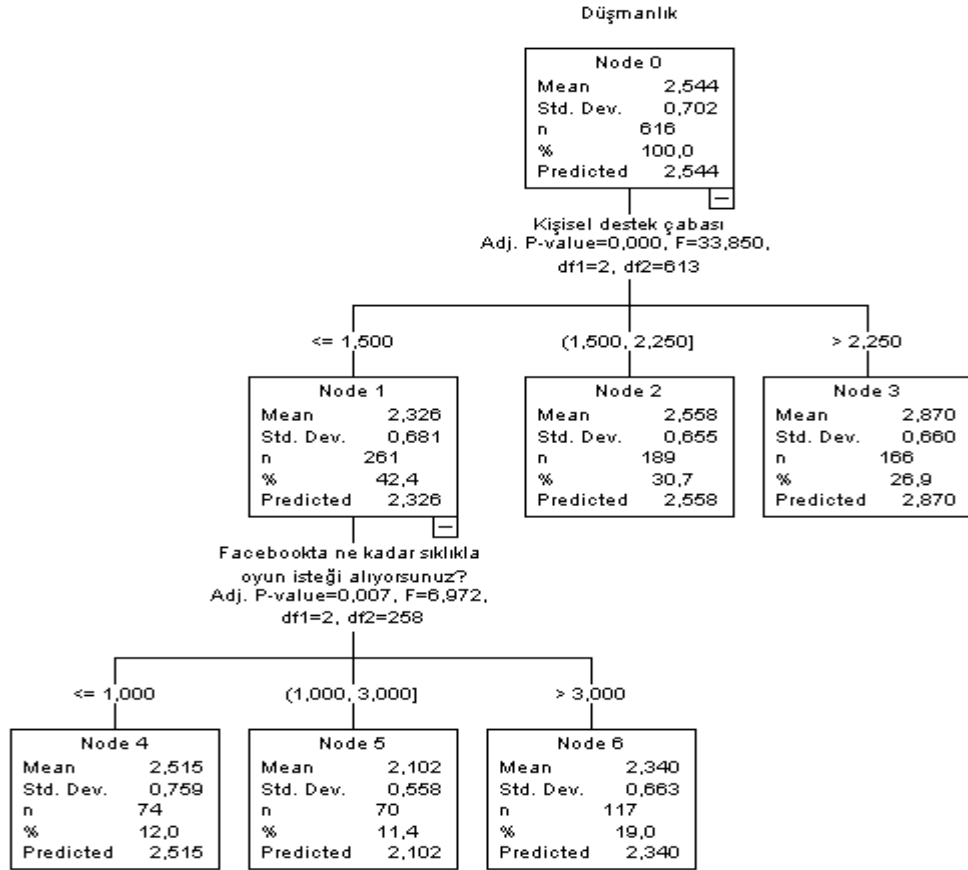 Düşmanlık
Node 0
Mean 2,544
Std. Dev. 0,702
n 616
% 100,0
Predicted 2,544
Kişisel destek çabası
Adj. P-value=0,000, F=33,850,
df1=2, df2=613
<= 1,500
(1,500, 2,250]
> 2,250
Node 1
Mean 2,326
Std. Dev. 0,681
n 261
% 42,4
Predicted 2,326
Node 2
Mean 2,558
Std. Dev. 0,655
n 189
% 30,7
Predicted 2,558
Node 3
Mean 2,870
Std. Dev. 0,660
n 166
% 26,9
Predicted 2,870
Facebookta ne kadar sıklıkla
oyun isteği alıyorsunuz?
Adj. P-value=0,007, F=6,972,
df1=2, df2=258
<= 1,000
(1,000, 3,000]
> 3,000
Node 4
Mean 2,515
Std. Dev. 0,759
n 74
% 12,0
Predicted 2,515
Node 5
Mean 2,102
Std. Dev. 0,558
n 70
% 11,4
Predicted 2,102
Node 6
Mean 2,340
Std. Dev. 0,663
n 117
% 19,0
Predicted 2,340